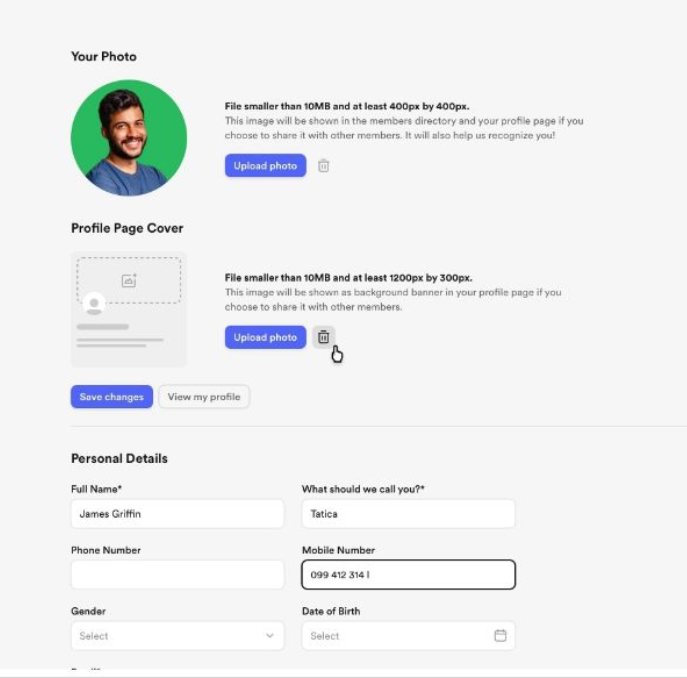 Your Photo
File smaller than 10MB and at least 400px by 400px.
This image will be shown in the members directory and your profile page if you
choose to share it with other members. It will also help us recognize you!
Upload photo
Profile Page Cover
File smaller than 10MB and at least 1200px by 300px.
This image will be shown as background banner in your profile page if you
choose to share it with other members.
Upload photo
Save changes
View my profile
Personal Details
Full Name*
What should we call you?*
James Griffin
Tatica
Phone Number
Mobile Number
099 412 314
Gender
Date of Birth
Select
Select